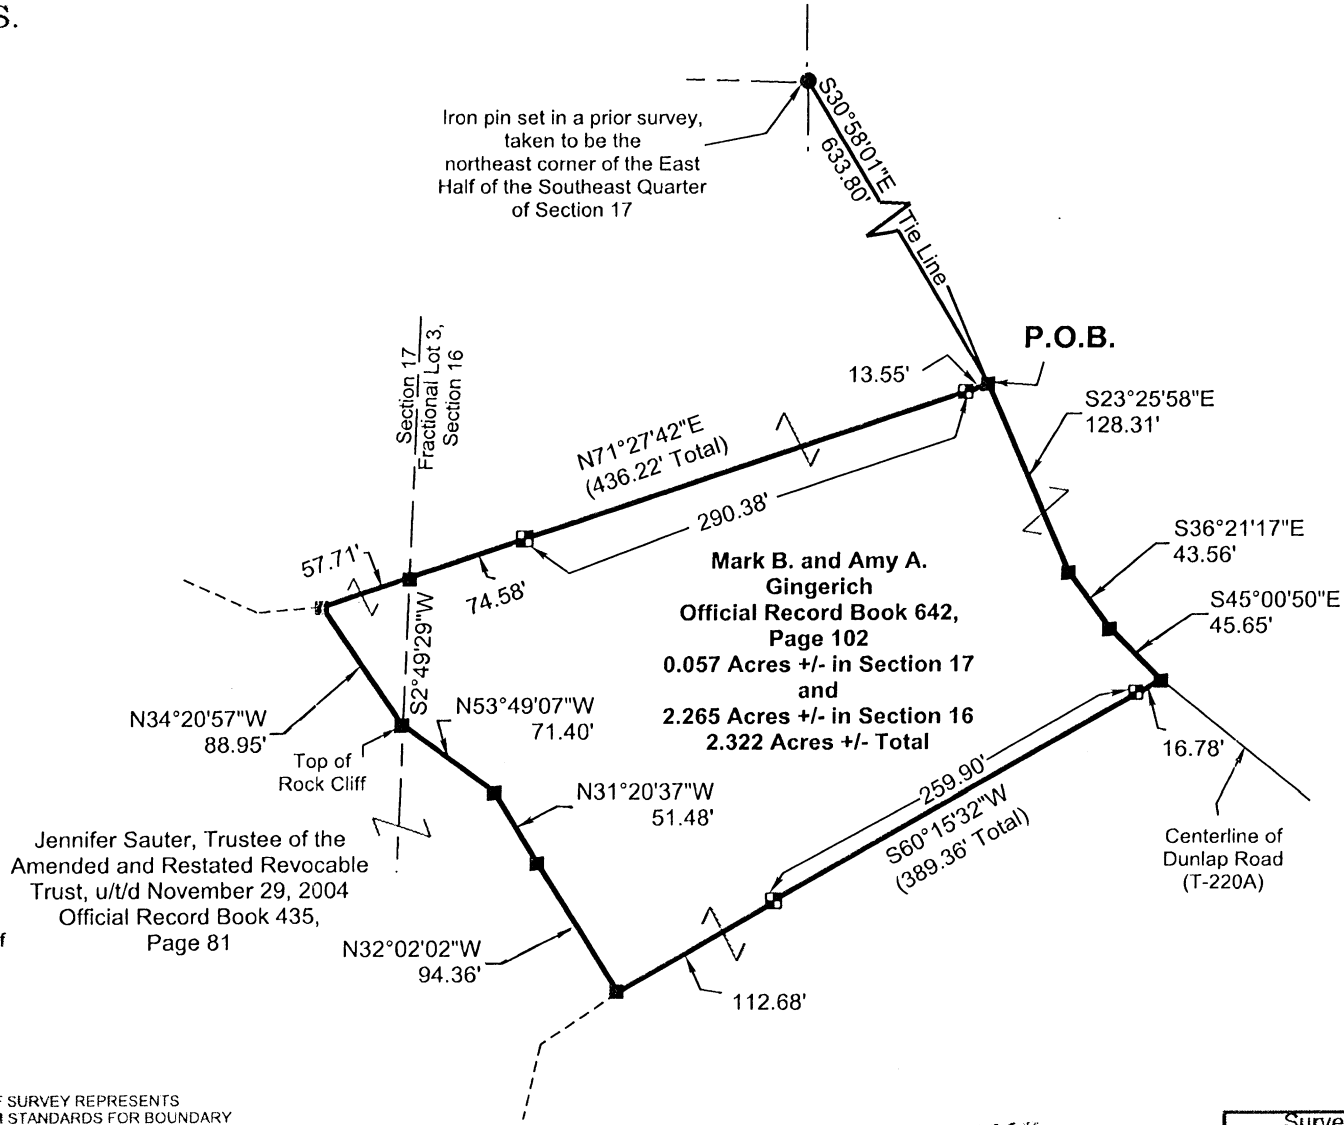 S.
S30°58'01"E
633.80'
Tie Line
Iron pin set in a prior survey,
taken to be the
northeast corner of the East
Half of the Southeast Quarter
of Section 17
P.O.B.
13.55'
S23°25'58"E
128.31'
Section 17
Fractional Lot 3,
Section 16
N71°27'42"E
(436.22' Total)
290.38'
S36°21'17"E
43.56'
57.71'
74.58'
S45°00'50"E
45.65'
Mark B. and Amy A.
Gingerich
Official Record Book 642,
Page 102
0.057 Acres +/- in Section 17
and
2.265 Acres +/- in Section 16
2.322 Acres +/- Total
S2°49'29"W
N34°20'57"W
88.95'
N53°49'07"W
71.40'
Top of
Rock Cliff
16.78'
259.90'
S60°15'32"W
(389.36' Total)
N31°20'37"W
51.48'
Centerline of
Dunlap Road
(T-220A)
Jennifer Sauter, Trustee of the
Amended and Restated Revocable
Trust, u/t/d November 29, 2004
Official Record Book 435,
Page 81
f
N32°02'02"W
94.36'
112.68'
SURVEY REPRESENTS
STANDARDS FOR BOUNDARY
Surve